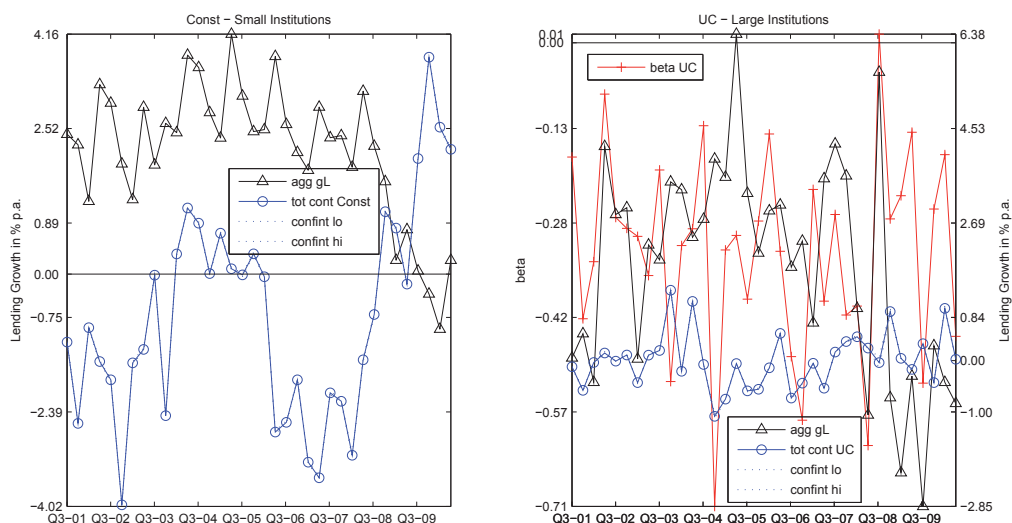 Const − Small Institutions
4.16
2.52
0.89
0.00
−0.75
−2.39
−4.02
Lending Growth in % p.a.
agg gL
tot cont Const
confint lo
confint hi
Q3−01 Q3−02 Q3−03 Q3−04 Q3−05 Q3−06 Q3−07 Q3−08 Q3−09
UC − Large Institutions
0.01
0.00
−0.13
−0.28
−0.42
−0.57
−0.71
beta
beta UC
agg gL
tot cont UC
confint lo
confint hi
6.38
4.53
2.69
0.84
0.00
−1.00
−2.85
Lending Growth in % p.a.
Q3−01 Q3−02 Q3−03 Q3−04 Q3−05 Q3−06 Q3−07 Q3−08 Q3−09